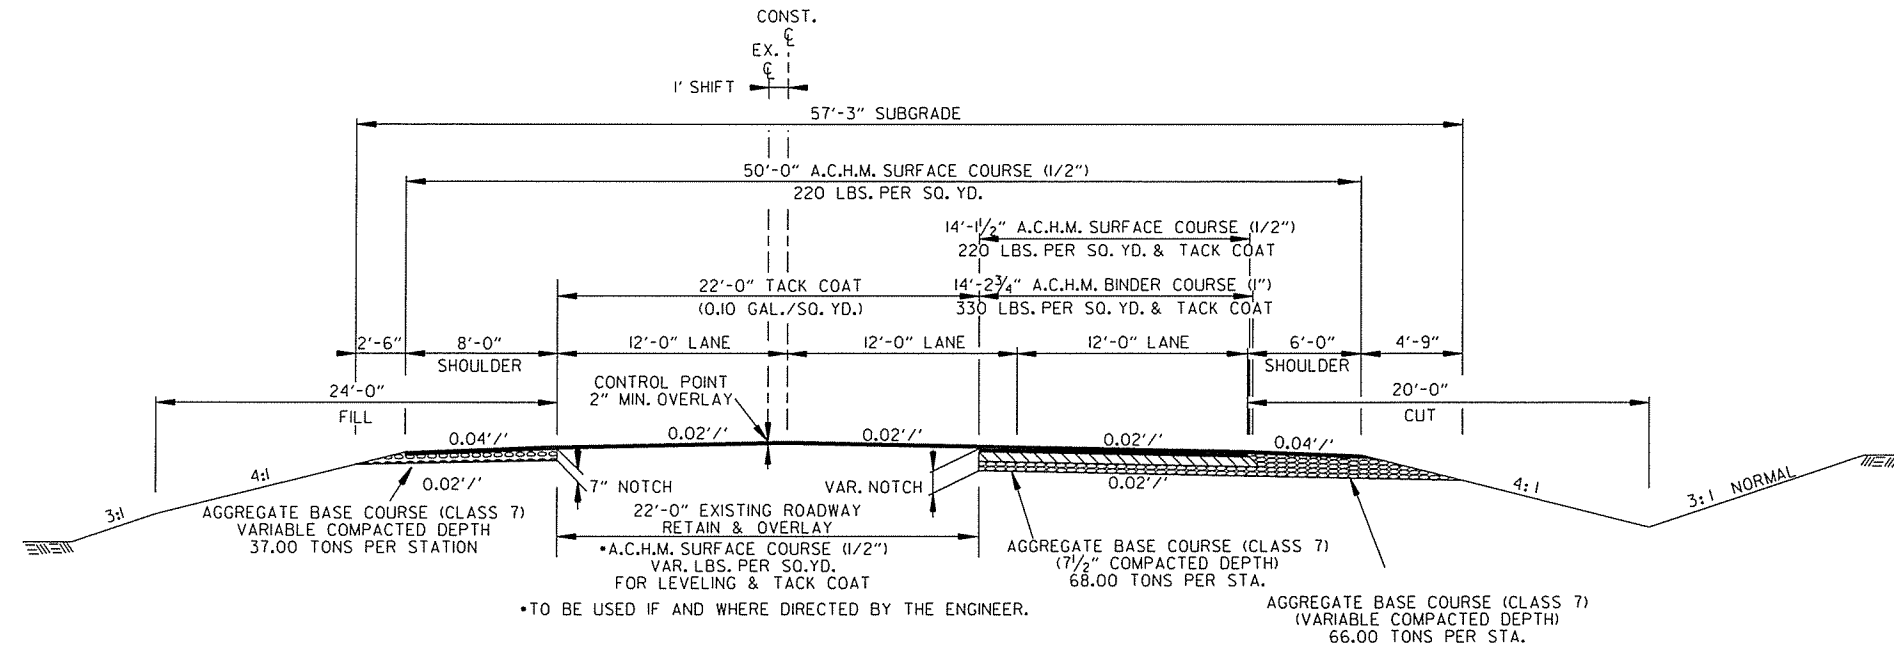 CONST.
℄
EX.
℄
1' SHIFT
57'-3" SUBGRADE
50'-0" A.C.H.M. SURFACE COURSE (1/2")
220 LBS. PER SQ. YD.
14'-1½" A.C.H.M. SURFACE COURSE (1/2")
220 LBS. PER SQ. YD. & TACK COAT
22'-0" TACK COAT
(0.10 GAL./SQ. YD.)
14'-2¾" A.C.H.M. BINDER COURSE (1")
330 LBS. PER SQ. YD. & TACK COAT
2'-6"
8'-0"
SHOULDER
12'-0" LANE
12'-0" LANE
12'-0" LANE
6'-0"
SHOULDER
4'-9"
24'-0"
FILL
CONTROL POINT
2" MIN. OVERLAY
20'-0"
CUT
0.04'/'
0.02'/'
0.02'/'
0.02'/'
0.04'/'
3:1
4:1
0.02'/'
7" NOTCH
VAR. NOTCH
0.02'/'
4:1
3:1 NORMAL
AGGREGATE BASE COURSE (CLASS 7)
VARIABLE COMPACTED DEPTH
37.00 TONS PER STATION
22'-0" EXISTING ROADWAY
RETAIN & OVERLAY
•A.C.H.M. SURFACE COURSE (1/2")
VAR. LBS. PER SQ.YD.
FOR LEVELING & TACK COAT
•TO BE USED IF AND WHERE DIRECTED BY THE ENGINEER.
AGGREGATE BASE COURSE (CLASS 7)
(7½" COMPACTED DEPTH)
68.00 TONS PER STA.
AGGREGATE BASE COURSE (CLASS 7)
(VARIABLE COMPACTED DEPTH)
66.00 TONS PER STA.